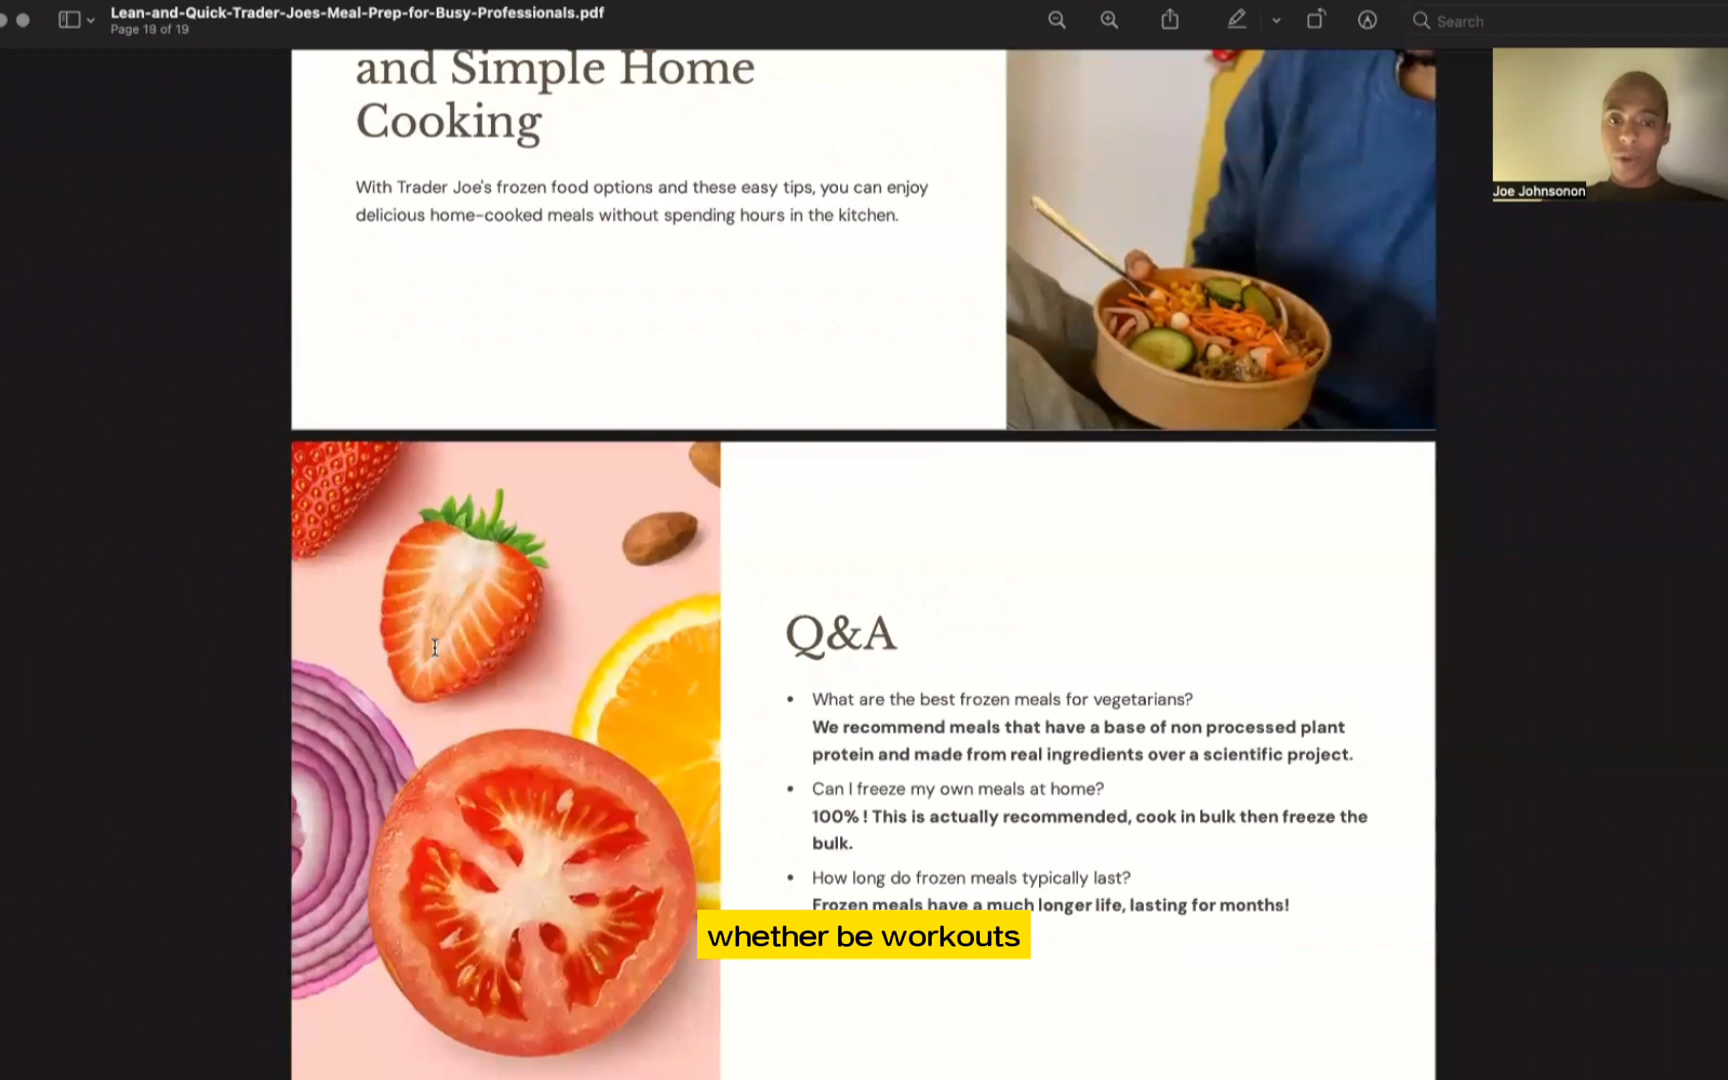 Lean-and-Quick-Trader-Joes-Meal-Prep-for-Busy-Professionals.pdf
Page 19 of 19
Search
and Simple Home
Cooking
With Trader Joe's frozen food options and these easy tips, you can enjoy
delicious home-cooked meals without spending hours in the kitchen.
Joe Johnsonon
Q&A
• What are the best frozen meals for vegetarians?
We recommend meals that have a base of non processed plant
protein and made from real ingredients over a scientific project.
• Can I freeze my own meals at home?
100% ! This is actually recommended, cook in bulk then freeze the
bulk.
• How long do frozen meals typically last?
Frozen meals have a much longer life, lasting for months!
whether be workouts